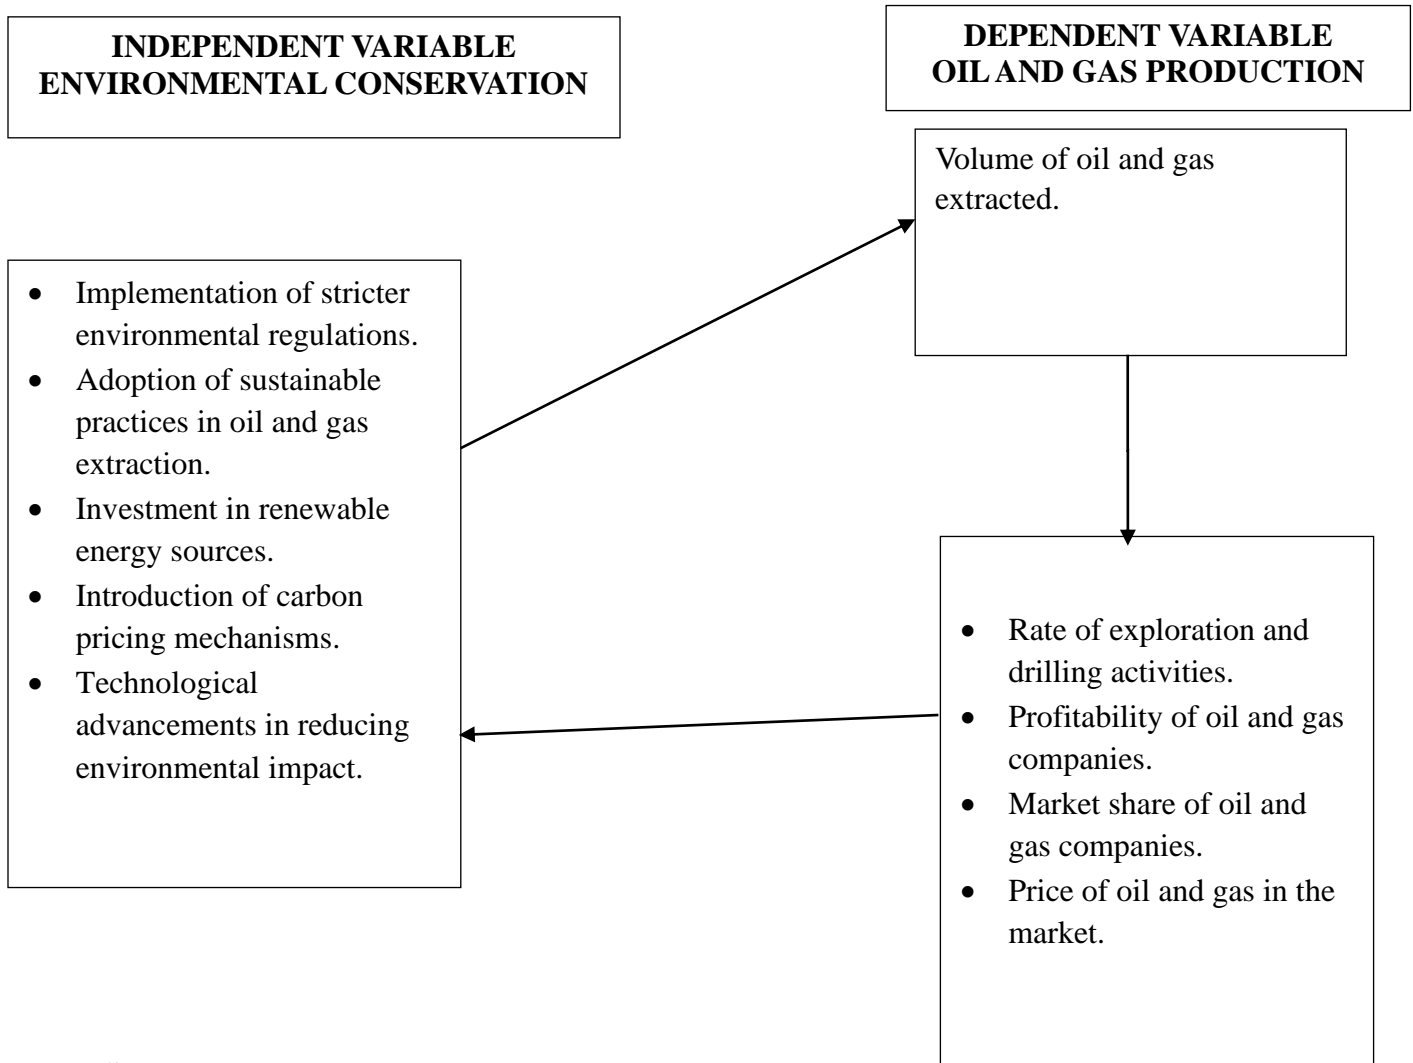 INDEPENDENT VARIABLE
ENVIRONMENTAL CONSERVATION
DEPENDENT VARIABLE
OIL AND GAS PRODUCTION
Volume of oil and gas
extracted.
• Implementation of stricter
environmental regulations.
• Adoption of sustainable
practices in oil and gas
extraction.
• Investment in renewable
energy sources.
• Introduction of carbon
pricing mechanisms.
• Technological
advancements in reducing
environmental impact.
• Rate of exploration and
drilling activities.
• Profitability of oil and gas
companies.
• Market share of oil and
gas companies.
• Price of oil and gas in the
market.